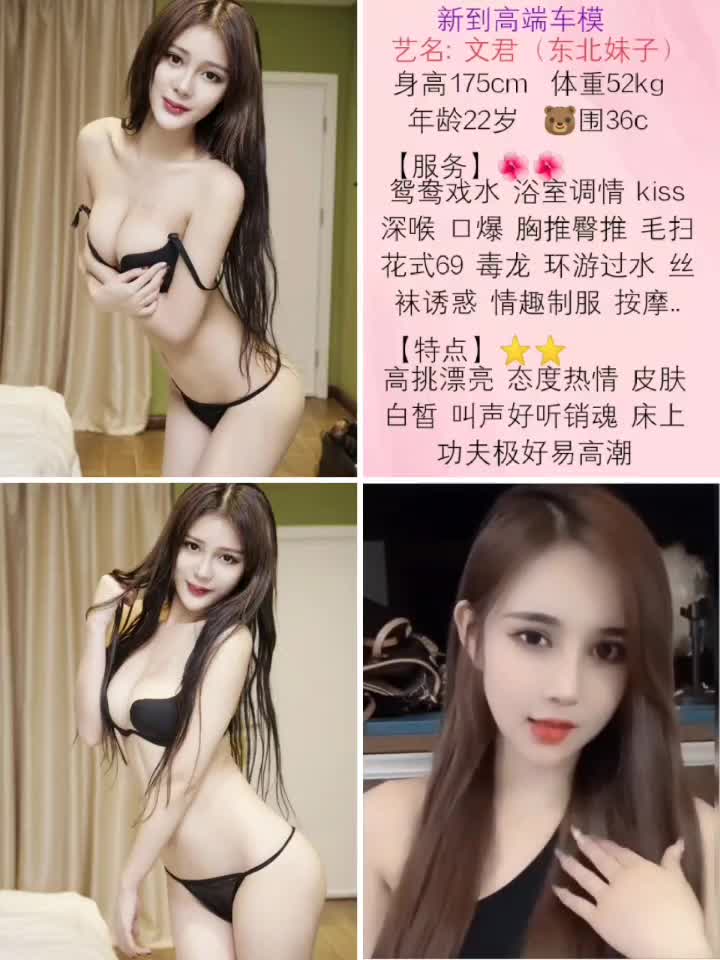 新到高端车模
艺名: 文君（东北妹子）
身高175cm 体重52kg
年龄22岁 🐻围36c
【服务】🌺🌺
鸳鸯戏水 浴室调情 kiss
深喉 口爆 胸推臀推 毛扫
花式69 毒龙 环游过水 丝
袜诱惑 情趣制服 按摩..
【特点】⭐⭐
高挑漂亮 态度热情 皮肤
白皙 叫声好听销魂 床上
功夫极好易高潮